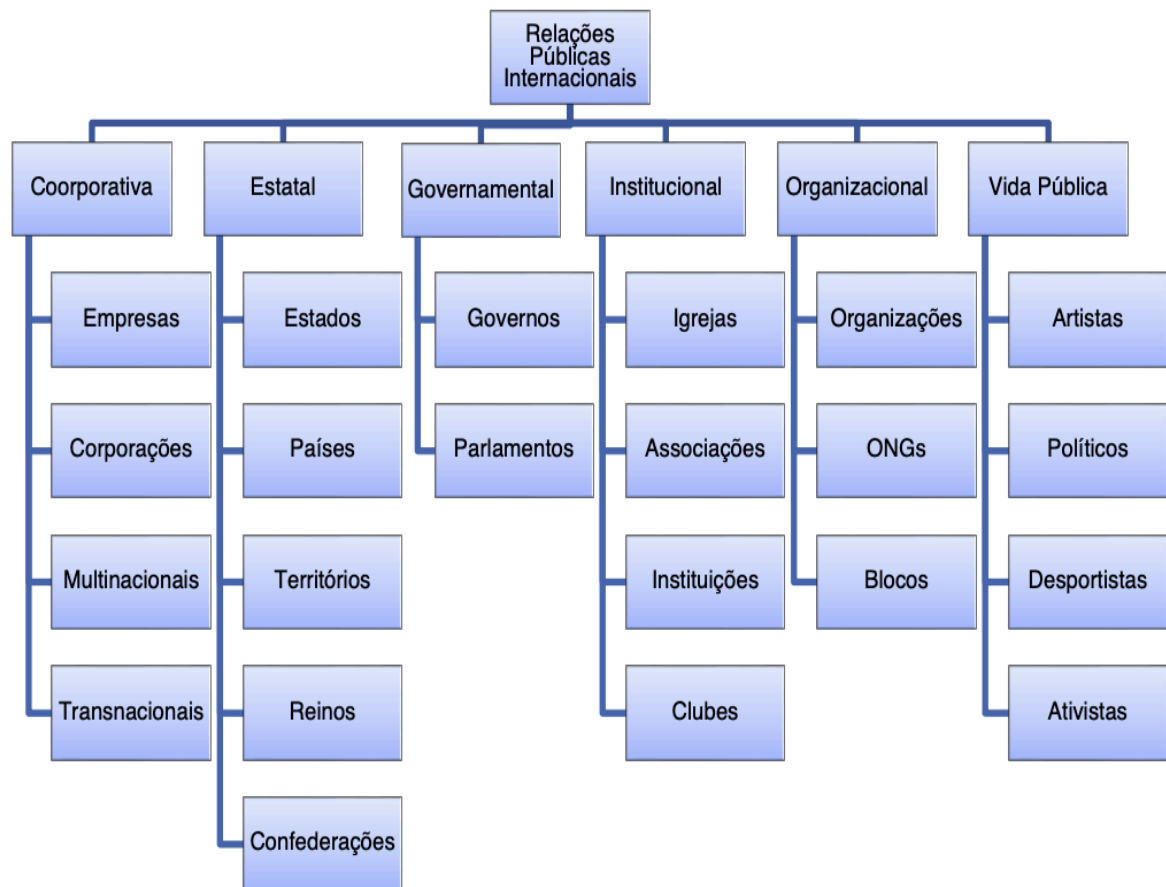 Relações
Públicas
Internacionais
Coorporativa
Estatal
Governamental
Institucional
Organizacional
Vida Pública
Empresas
Estados
Governos
Igrejas
Organizações
Artistas
Corporações
Países
Parlamentos
Associações
ONGs
Políticos
Multinacionais
Territórios
Instituições
Blocos
Desportistas
Transnacionais
Reinos
Clubes
Ativistas
Confederações